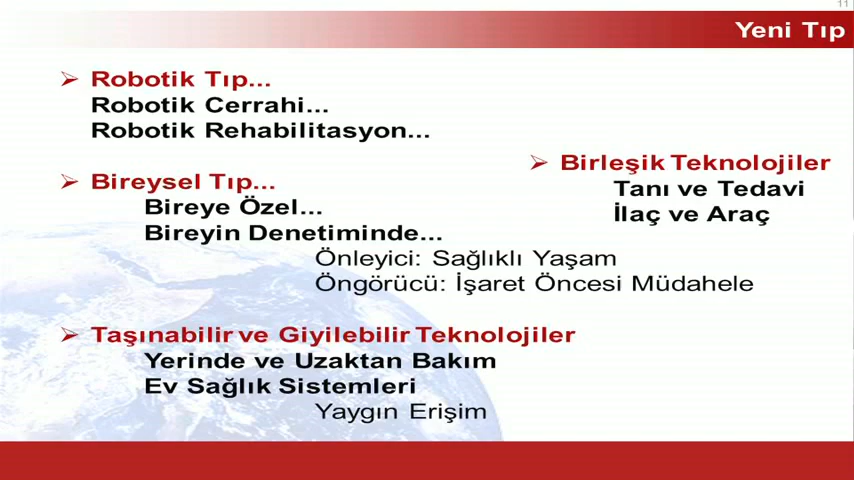 11
Yeni Tıp
Robotik Tıp...
Robotik Cerrahi...
Robotik Rehabilitasyon...
Bireysel Tıp...
Bireye Özel...
Bireyin Denetiminde...
Önleyici: Sağlıklı Yaşam
Öngörücü: İşaret Öncesi Müdahele
Birleşik Teknolojiler
Tanı ve Tedavi
İlaç ve Araç
Taşınabilir ve Giyilebilir Teknolojiler
Yerinde ve Uzaktan Bakım
Ev Sağlık Sistemleri
Yaygın Erişim